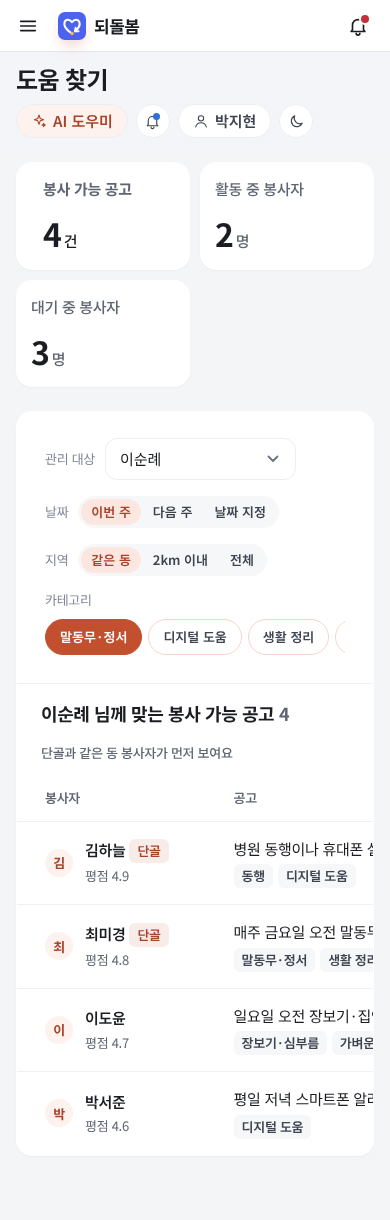 되돌봄
도움 찾기
AI 도우미
박지현
봉사 가능 공고
4건
활동 중 봉사자
2명
대기 중 봉사자
3명
관리 대상
이순례
날짜
이번 주 다음 주 날짜 지정
지역
같은 동 2km 이내 전체
카테고리
말동무·정서 디지털 도움 생활 정리
이순례 님께 맞는 봉사 가능 공고 4
단골과 같은 동 봉사자가 먼저 보여요
봉사자 공고
김 김하늘 단골
평점 4.9
병원 동행이나 휴대폰
동행 디지털 도움
최 최미경 단골
평점 4.8
매주 금요일 오전 말동무
말동무·정서 생활 정리
이 이도윤
평점 4.7
일요일 오전 장보기·집
장보기·심부름 가벼운
박 박서준
평점 4.6
평일 저녁 스마트폰 알려
디지털 도움